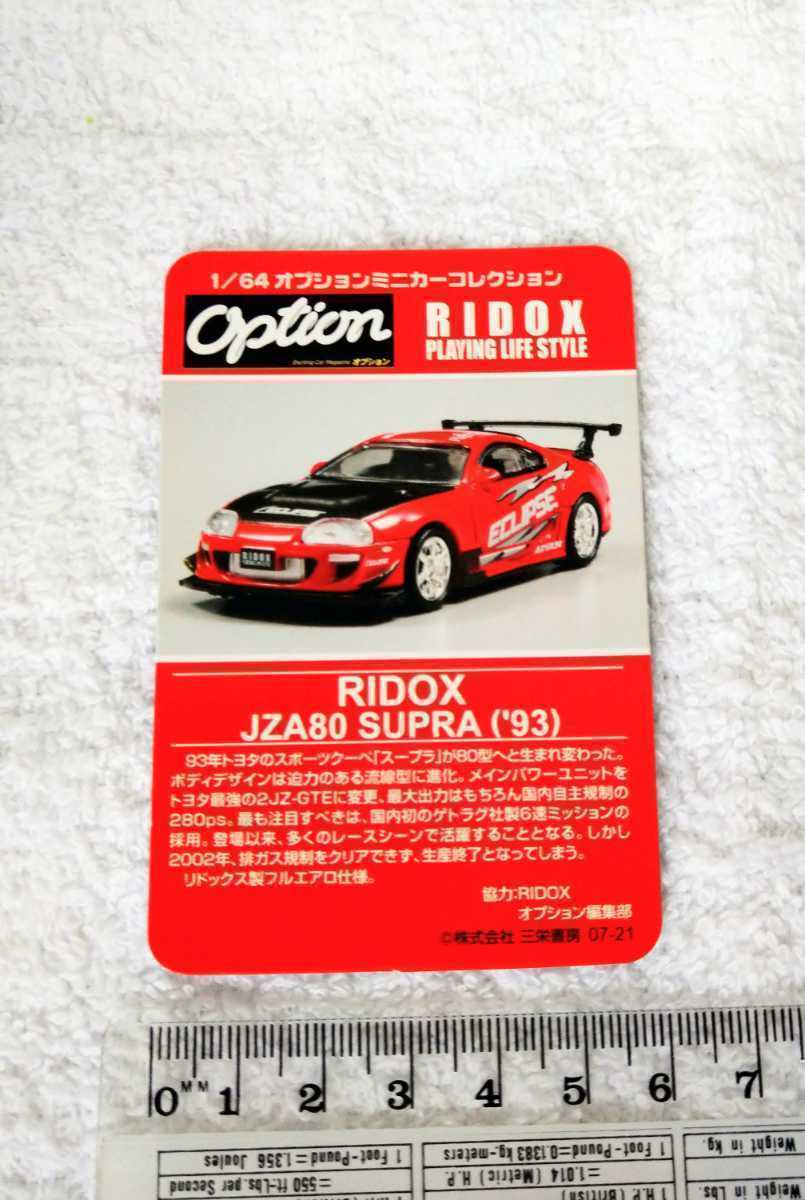 1/64 オプションミニカーコレクション
Option
Exciting Car Magazine オプション
RIDOX
PLAYING LIFE STYLE
ECLIPSE
ADVAN
RIDOX
RIDOX
JZA80 SUPRA ('93)
93年トヨタのスポーツクーペ「スープラ」が80型へと生まれ変わった。
ボディデザインは迫力のある流線型に進化。メインパワーユニットを
トヨタ最強の2JZ-GTEに変更、最大出力はもちろん国内自主規制の
280ps。最も注目すべきは、国内初のゲトラグ社製6速ミッションの
採用。登場以来、多くのレースシーンで活躍することとなる。しかし
2002年、排ガス規制をクリアできず、生産終了となってしまう。
リドックス製フルエアロ仕様。
協力:RIDOX
オプション編集部
©株式会社 三栄書房 07-21
0 MM 1 2 3 4 5 6 7
1 Foot-Pound=1.356 Joules
=550 ft-Lbs. per Second
1 Foot-Pound=0.1383 kg-meters
=1.014 (Metric) H.P.
H.P. (British)
Weight in Kg.
Weight in Lbs.